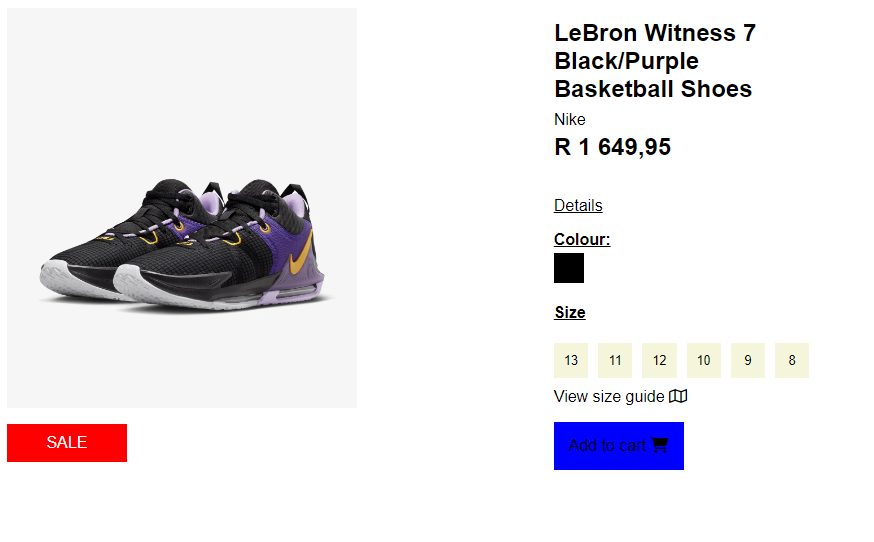 LeBron Witness 7
Black/Purple
Basketball Shoes
Nike
R 1 649,95
Details
Colour:
Size
13 11 12 10 9 8
View size guide
Add to cart
SALE